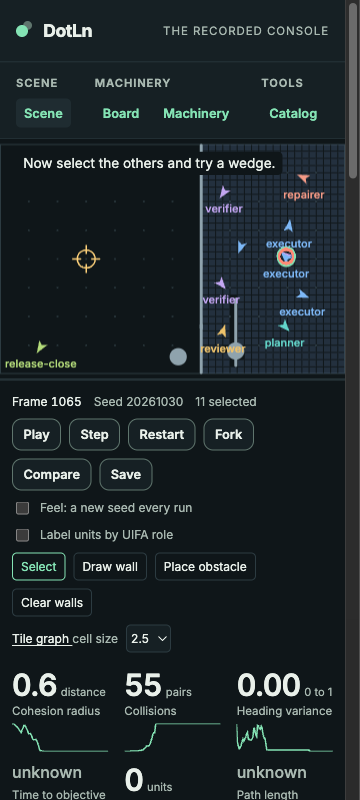 DotLn
THE RECORDED CONSOLE
SCENE MACHINERY TOOLS
Scene Board Machinery Catalog
Now select the others and try a wedge.
repairer
verifier
executor
executor
verifier
executor
reviewer
planner
release-close
Frame 1065 Seed 20261030 11 selected
Play Step Restart Fork
Compare Save
Feel: a new seed every run
Label units by UIFA role
Select Draw wall Place obstacle
Clear walls
Tile graph cell size 2.5
0.6 distance 55 pairs 0.00 0 to 1
Cohesion radius Collisions Heading variance
unknown 0 units unknown
Time to objective Path length